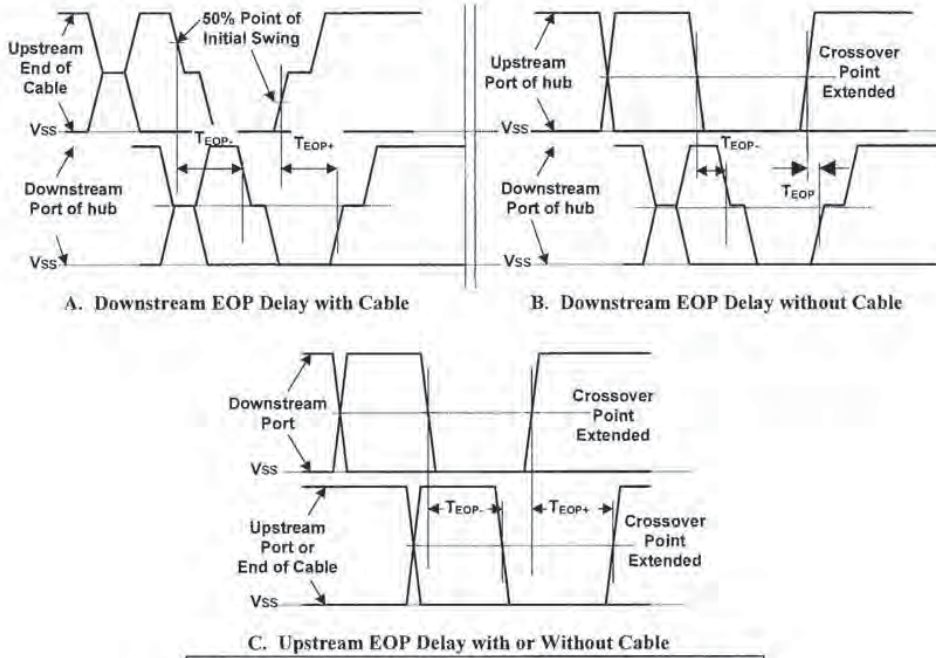 50% Point of
Initial Swing
Upstream
End of
Cable
VSS
TEOP-
TEOP+
Downstream
Port of hub
VSS
A. Downstream EOP Delay with Cable
Upstream
Port of hub
Crossover
Point
Extended
VSS
TEOP-
TEOP
Downstream
Port of hub
VSS
B. Downstream EOP Delay without Cable
Downstream
Port
Crossover
Point
Extended
VSS
TEOP-
TEOP+
Upstream
Port or
End of Cable
Crossover
Point
Extended
VSS
C. Upstream EOP Delay with or Without Cable